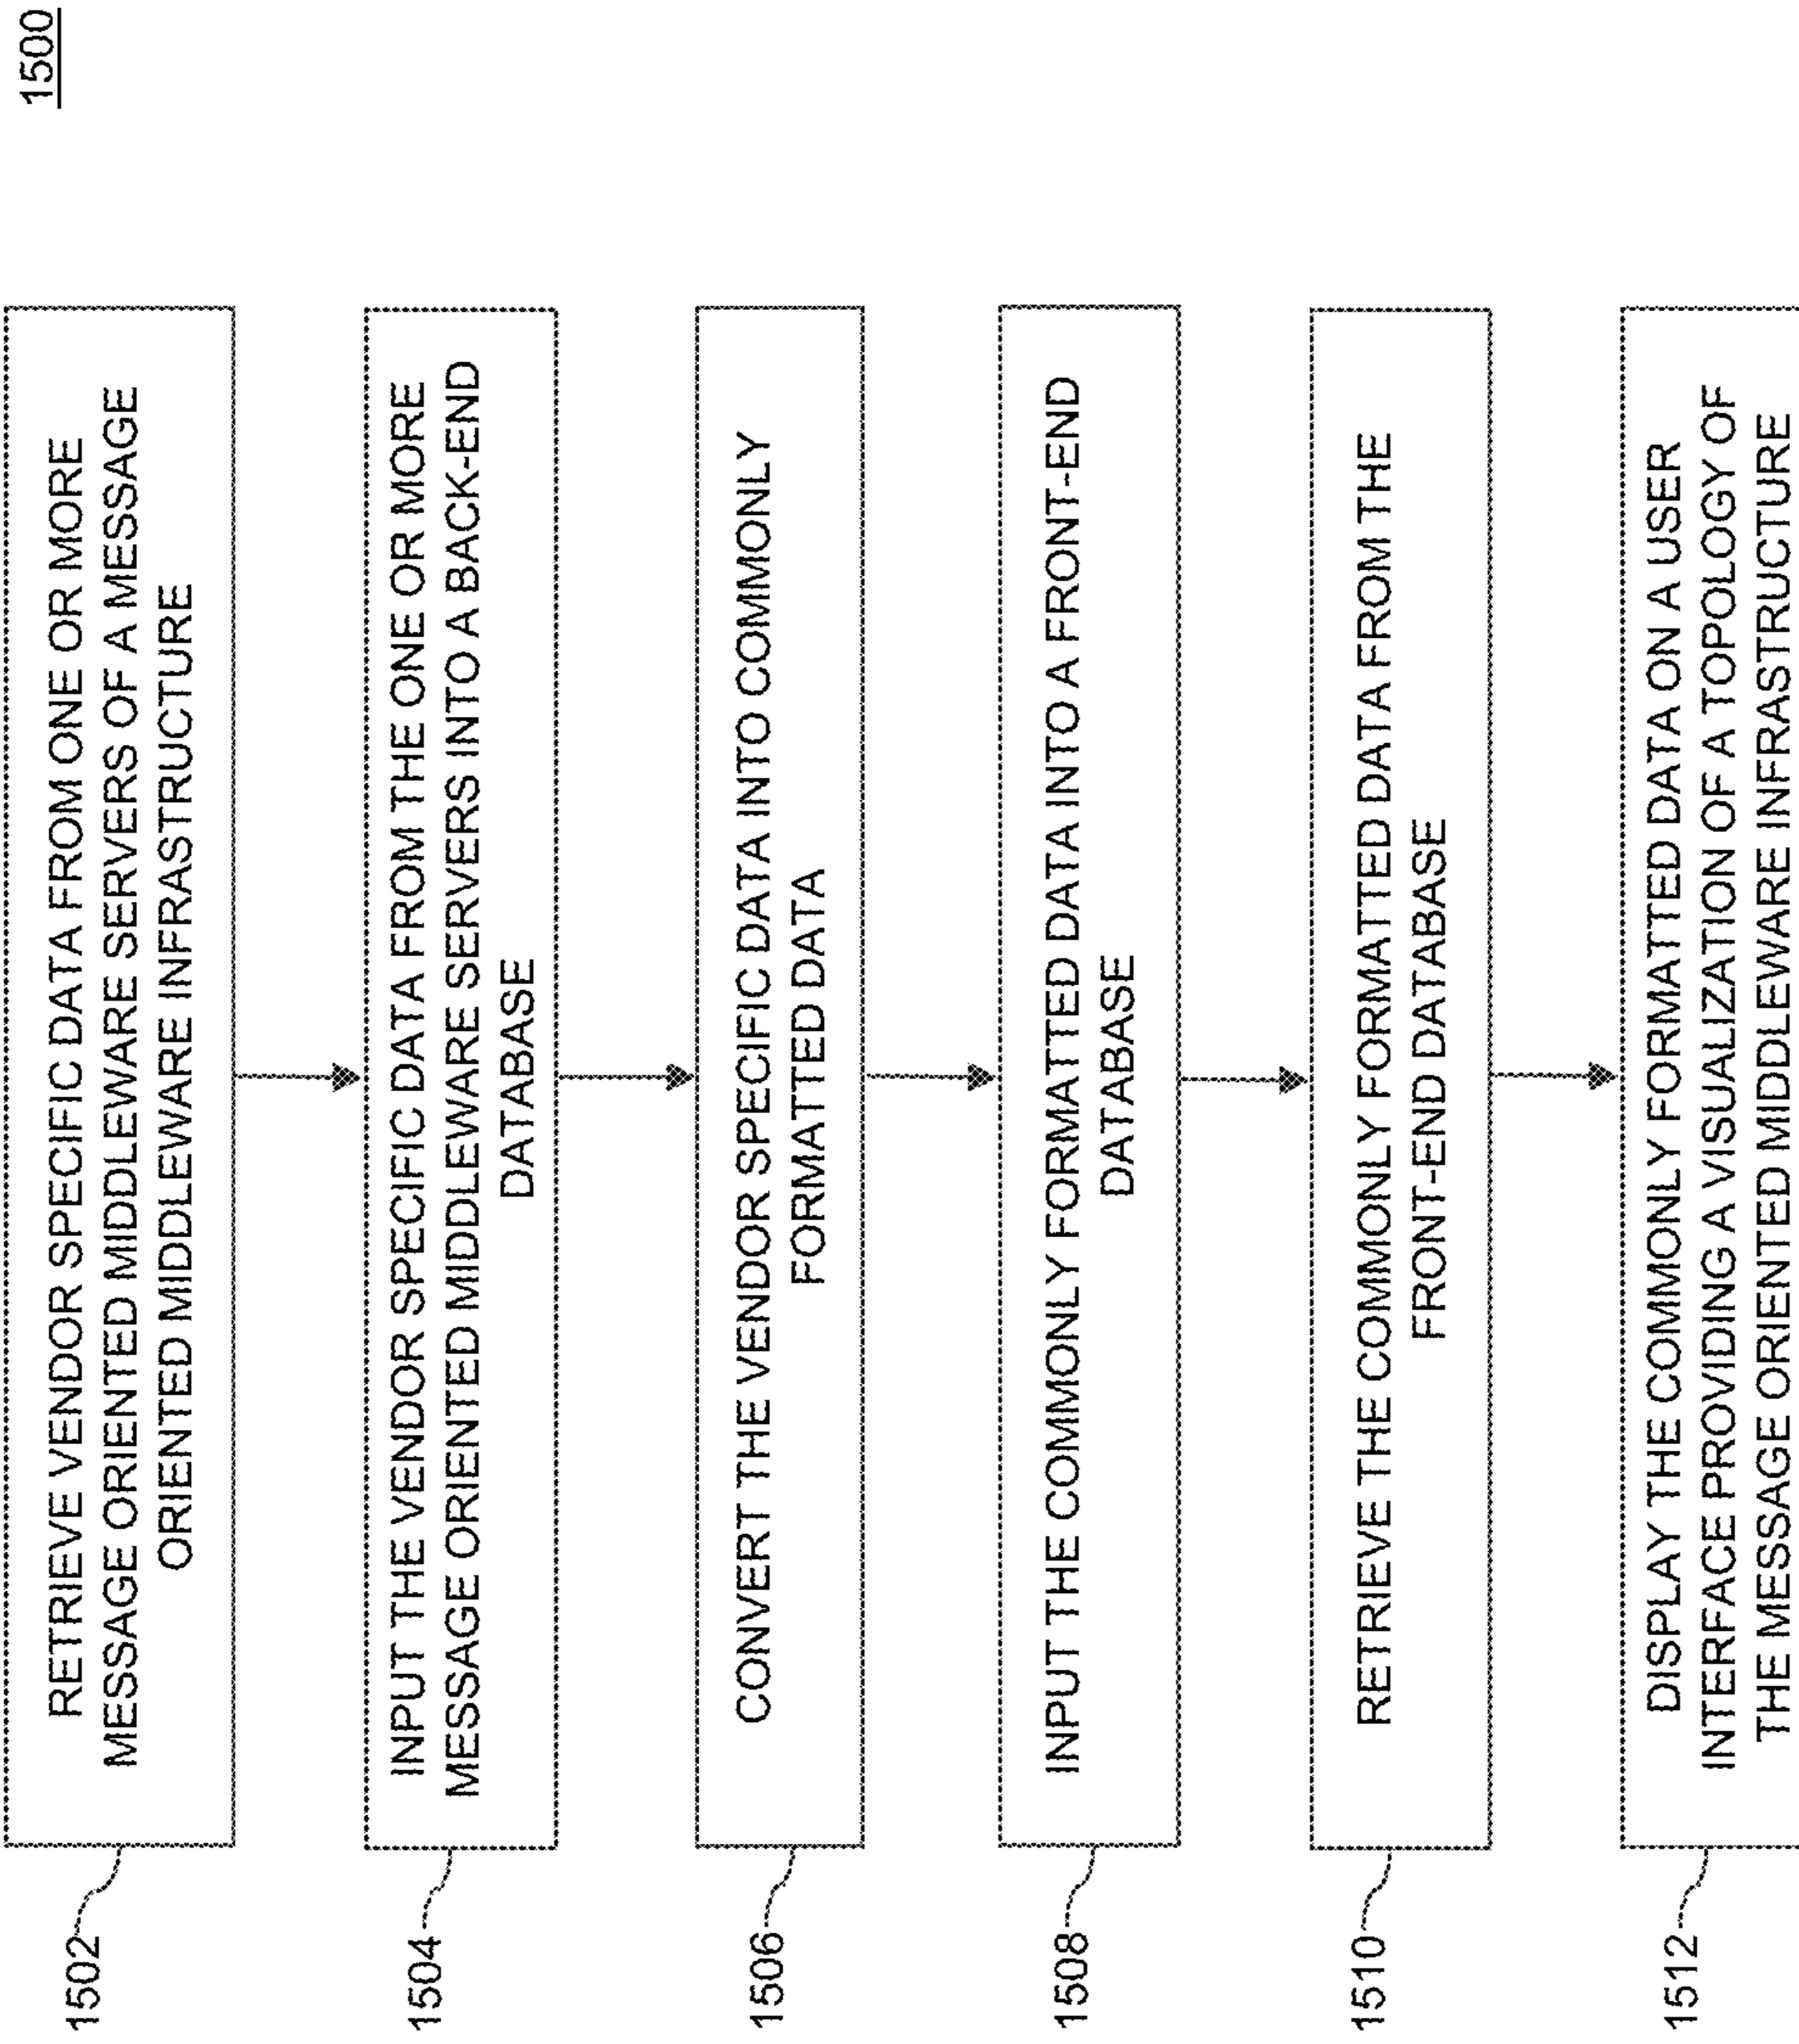 1500
1502
RETRIEVE VENDOR SPECIFIC DATA FROM ONE OR MORE
MESSAGE ORIENTED MIDDLEWARE SERVERS OF A MESSAGE
ORIENTED MIDDLEWARE INFRASTRUCTURE
1504
INPUT THE VENDOR SPECIFIC DATA FROM THE ONE OR MORE
MESSAGE ORIENTED MIDDLEWARE SERVERS INTO A BACK-END
DATABASE
1506
CONVERT THE VENDOR SPECIFIC DATA INTO COMMONLY
FORMATTED DATA
1508
INPUT THE COMMONLY FORMATTED DATA INTO A FRONT-END
DATABASE
1510
RETRIEVE THE COMMONLY FORMATTED DATA FROM THE
FRONT-END DATABASE
1512
DISPLAY THE COMMONLY FORMATTED DATA ON A USER
INTERFACE PROVIDING A VISUALIZATION OF A TOPOLOGY OF
THE MESSAGE ORIENTED MIDDLEWARE INFRASTRUCTURE